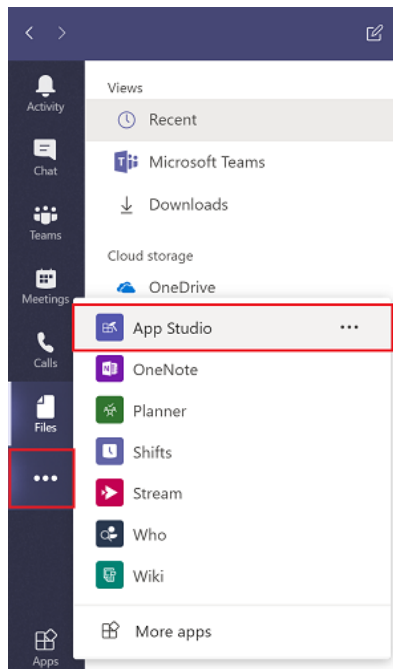 Activity
Chat
Teams
Meetings
Calls
Files
Apps
Views
Recent
Microsoft Teams
Downloads
Cloud storage
OneDrive
App Studio
OneNote
Planner
Shifts
Stream
Who
Wiki
More apps